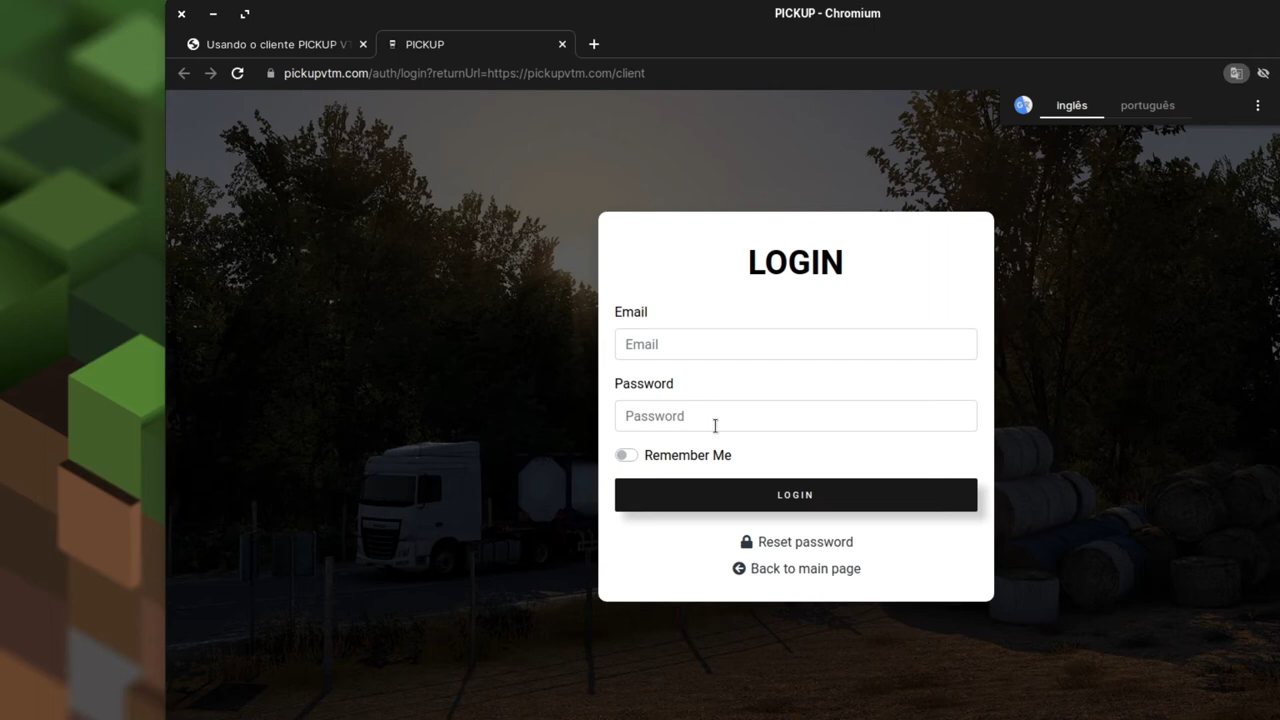 PICKUP - Chromium
Usando o cliente PICKUP VT
PICKUP
pickupvtm.com/auth/login?returnUrl=https://pickupvtm.com/client
inglês português
LOGIN
Email
Email
Password
Password
Remember Me
LOGIN
Reset password
Back to main page